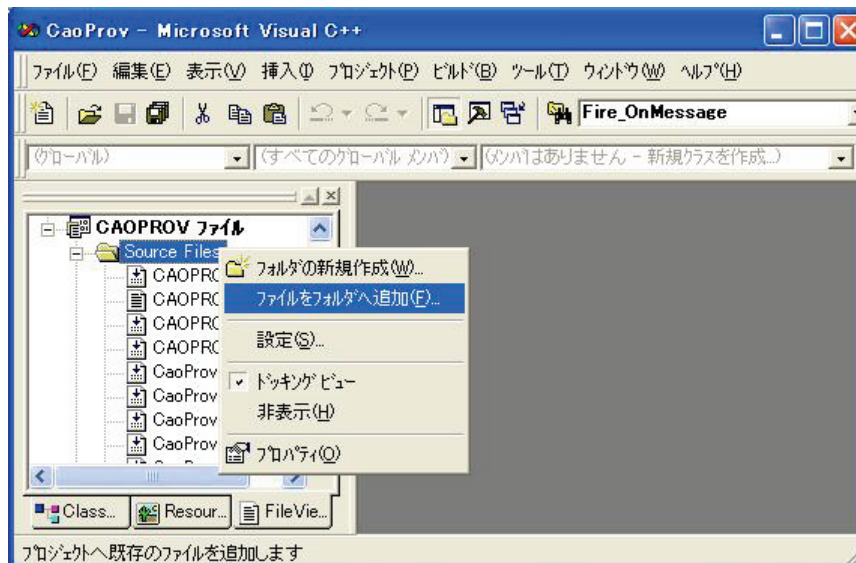 CaoProv - Microsoft Visual C++
ファイル(F) 編集(E) 表示(V) 挿入(I) プロジェクト(P) ビルド(B) ツール(T) ウィンドウ(W) ヘルプ(H)
Fire_OnMessage
(グローバル) (すべてのグローバル メンバ) (メンバはありません - 新規クラスを作成...)
CAOPROV ファイル
Source Files
フォルダの新規作成(W)...
ファイルをフォルダへ追加(F)...
設定(S)...
ドッキング ビュー
非表示(H)
プロパティ(O)
CAOPRO
CAOPRO
CAOPRO
CAOPRO
CaoProv
CaoProv
CaoProv
CaoProv
Class... Resour... FileVie...
プロジェクトへ既存のファイルを追加します